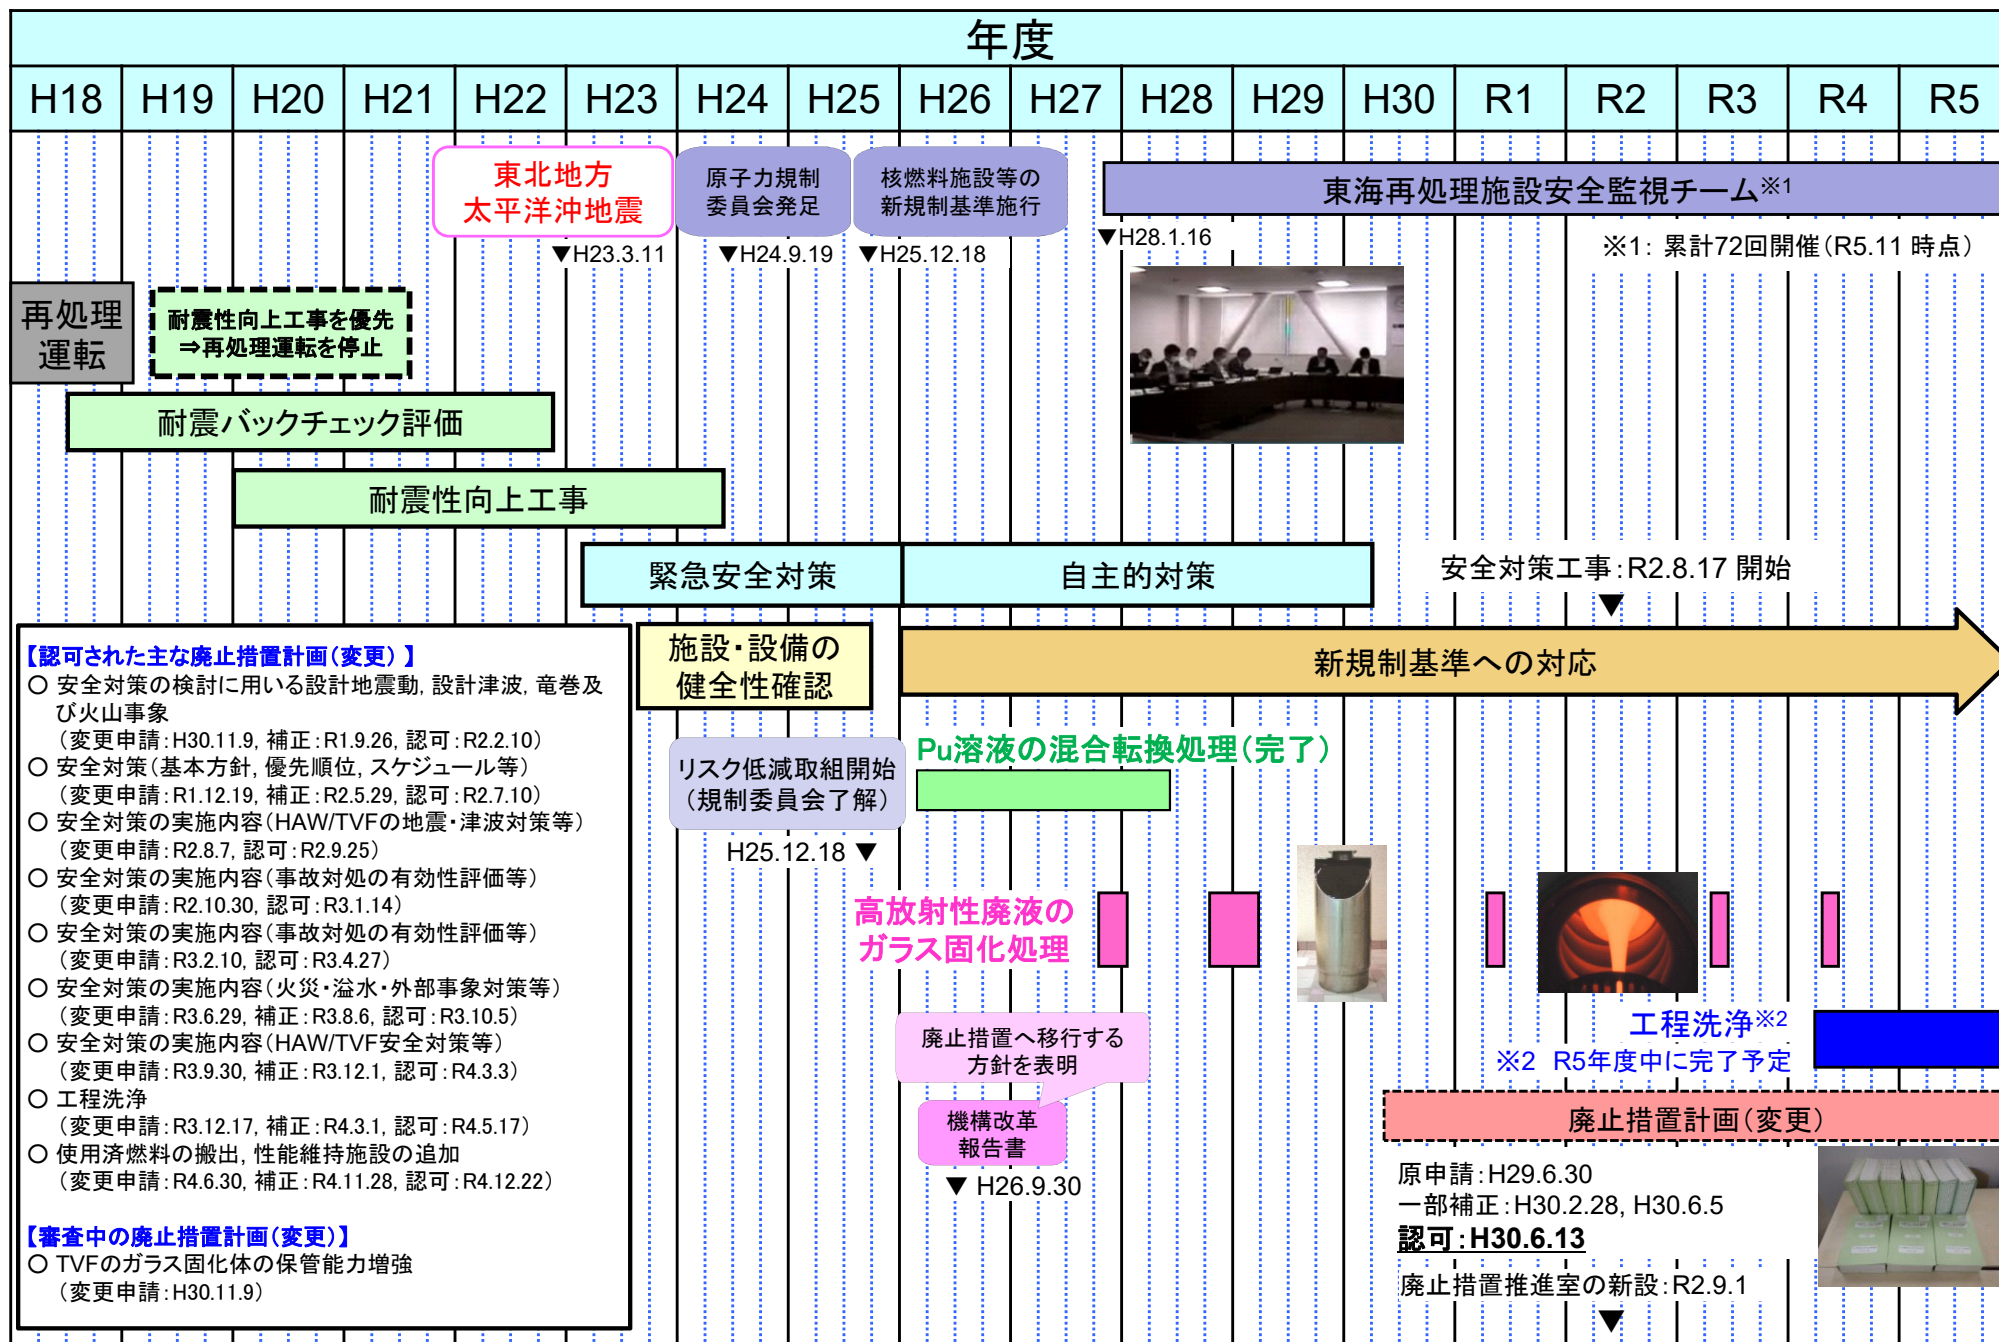 年度
H18 H19 H20 H21 H22 H23 H24 H25 H26 H27 H28 H29 H30 R1 R2 R3 R4 R5
東北地方
太平洋沖地震
▼H23.3.11
原子力規制
委員会発足
▼H24.9.19
核燃料施設等の
新規制基準施行
▼H25.12.18
東海再処理施設安全監視チーム※1
▼H28.1.16
※1: 累計72回開催(R5.11 時点)
再処理
運転
耐震性向上工事を優先
⇒再処理運転を停止
耐震バックチェック評価
耐震性向上工事
緊急安全対策
自主的対策
安全対策工事:R2.8.17 開始
▼
施設・設備の
健全性確認
新規制基準への対応
リスク低減取組開始
(規制委員会了解)
H25.12.18 ▼
Pu溶液の混合転換処理(完了)
高放射性廃液の
ガラス固化処理
廃止措置へ移行する
方針を表明
機構改革
報告書
▼ H26.9.30
工程洗浄※2
※2 R5年度中に完了予定
廃止措置計画(変更)
原申請:H29.6.30
一部補正:H30.2.28, H30.6.5
認可:H30.6.13
廃止措置推進室の新設:R2.9.1
▼
【認可された主な廃止措置計画(変更) 】
○ 安全対策の検討に用いる設計地震動, 設計津波, 竜巻及
び火山事象
(変更申請:H30.11.9, 補正:R1.9.26, 認可:R2.2.10)
○ 安全対策(基本方針, 優先順位, スケジュール等)
(変更申請:R1.12.19, 補正:R2.5.29, 認可:R2.7.10)
○ 安全対策の実施内容(HAW/TVFの地震・津波対策等)
(変更申請:R2.8.7, 認可:R2.9.25)
○ 安全対策の実施内容(事故対処の有効性評価等)
(変更申請:R2.10.30, 認可:R3.1.14)
○ 安全対策の実施内容(事故対処の有効性評価等)
(変更申請:R3.2.10, 認可:R3.4.27)
○ 安全対策の実施内容(火災・溢水・外部事象対策等)
(変更申請:R3.6.29, 補正:R3.8.6, 認可:R3.10.5)
○ 安全対策の実施内容(HAW/TVF安全対策等)
(変更申請:R3.9.30, 補正:R3.12.1, 認可:R4.3.3)
○ 工程洗浄
(変更申請:R3.12.17, 補正:R4.3.1, 認可:R4.5.17)
○ 使用済燃料の搬出, 性能維持施設の追加
(変更申請:R4.6.30, 補正:R4.11.28, 認可:R4.12.22)
【審査中の廃止措置計画(変更)】
○ TVFのガラス固化体の保管能力増強
(変更申請:H30.11.9)